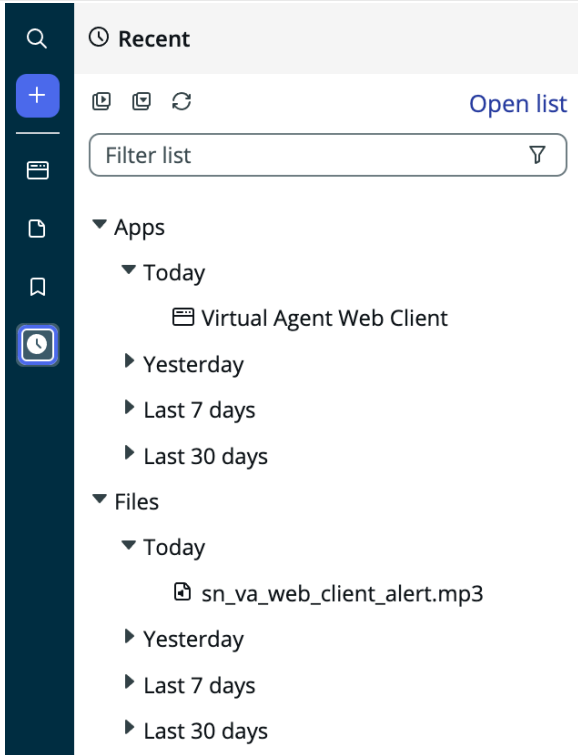 Recent
Open list
Filter list
Apps
Today
Virtual Agent Web Client
Yesterday
Last 7 days
Last 30 days
Files
Today
sn_va_web_client_alert.mp3
Yesterday
Last 7 days
Last 30 days